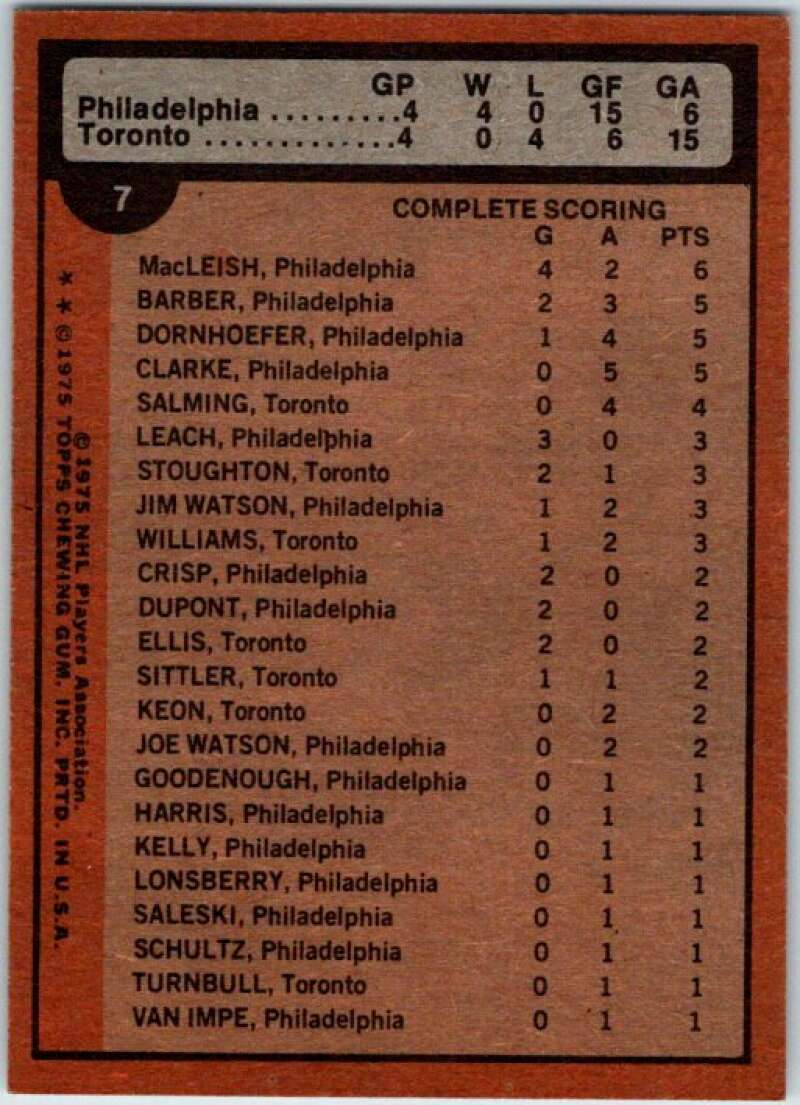 GP W L GF GA
Philadelphia .........4 4 0 15 6
Toronto .............4 0 4 6 15
7
COMPLETE SCORING
G A PTS
MacLEISH, Philadelphia 4 2 6
BARBER, Philadelphia 2 3 5
DORNHOEFER, Philadelphia 1 4 5
CLARKE, Philadelphia 0 5 5
SALMING, Toronto 0 4 4
LEACH, Philadelphia 3 0 3
STOUGHTON, Toronto 2 1 3
JIM WATSON, Philadelphia 1 2 3
WILLIAMS, Toronto 1 2 3
CRISP, Philadelphia 2 0 2
DUPONT, Philadelphia 2 0 2
ELLIS, Toronto 2 0 2
SITTLER, Toronto 1 1 2
KEON, Toronto 0 2 2
JOE WATSON, Philadelphia 0 2 2
GOODENOUGH, Philadelphia 0 1 1
HARRIS, Philadelphia 0 1 1
KELLY, Philadelphia 0 1 1
LONSBERRY, Philadelphia 0 1 1
SALESKI, Philadelphia 0 1 1
SCHULTZ, Philadelphia 0 1 1
TURNBULL, Toronto 0 1 1
VAN IMPE, Philadelphia 0 1 1
© 1975 NHL Players Association.
* * © 1975 TOPPS CHEWING GUM, INC. PRTD. IN U.S.A.